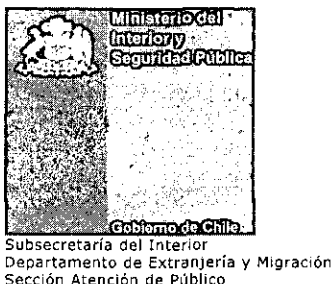 Ministerio del
Interior y
Seguridad Pública
Gobierno de Chile
Subsecretaría del Interior
Departamento de Extranjería y Migración
Sección Atención de Público